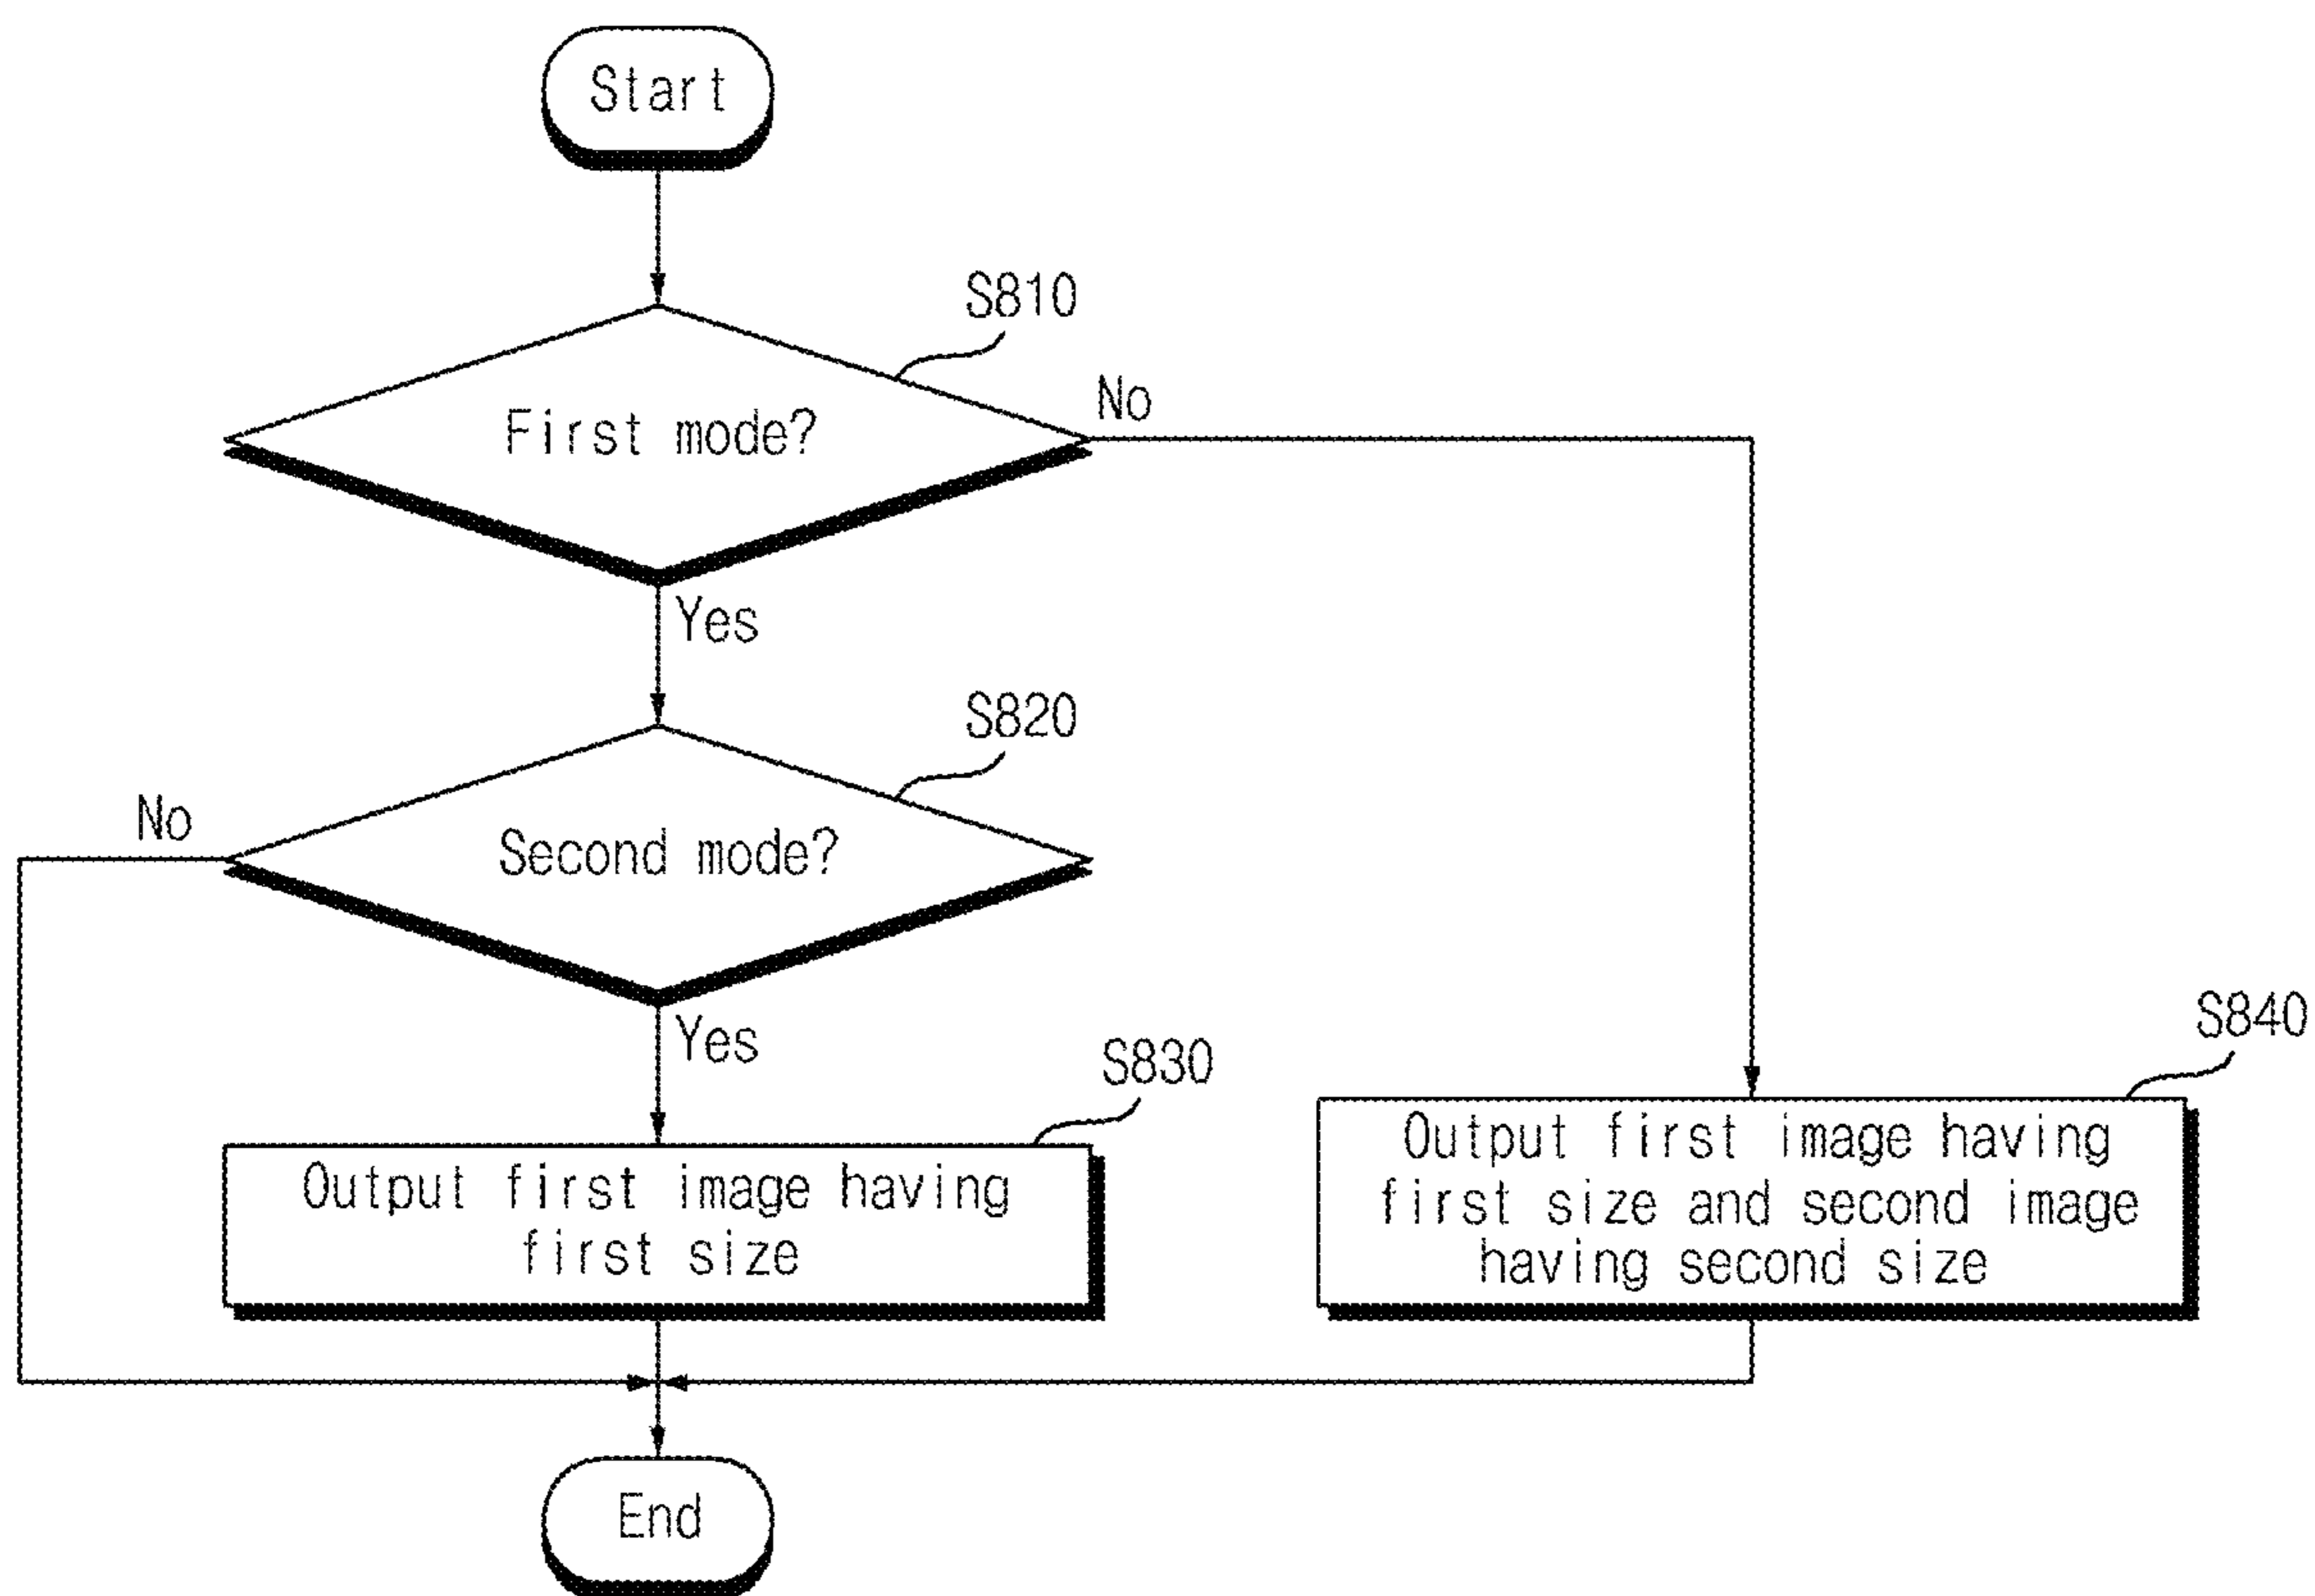 Start
S810
First mode?
No
Yes
S820
No
Second mode?
Yes
S830
Output first image having
first size
S840
Output first image having
first size and second image
having second size
End